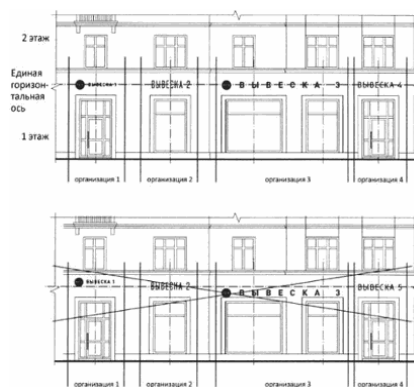 2 этаж
Единая
горизон-
тальная
ось
ВЫВЕСКА 1
ВЫВЕСКА 2
ВЫВЕСКА 3
ВЫВЕСКА 4
1 этаж
организация 1
организация 2
организация 3
организация 4
ВЫВЕСКА 1
ВЫВЕСКА 2
ВЫВЕСКА 3
ВЫВЕСКА 5
организация 1
организация 2
организация 3
организация 4